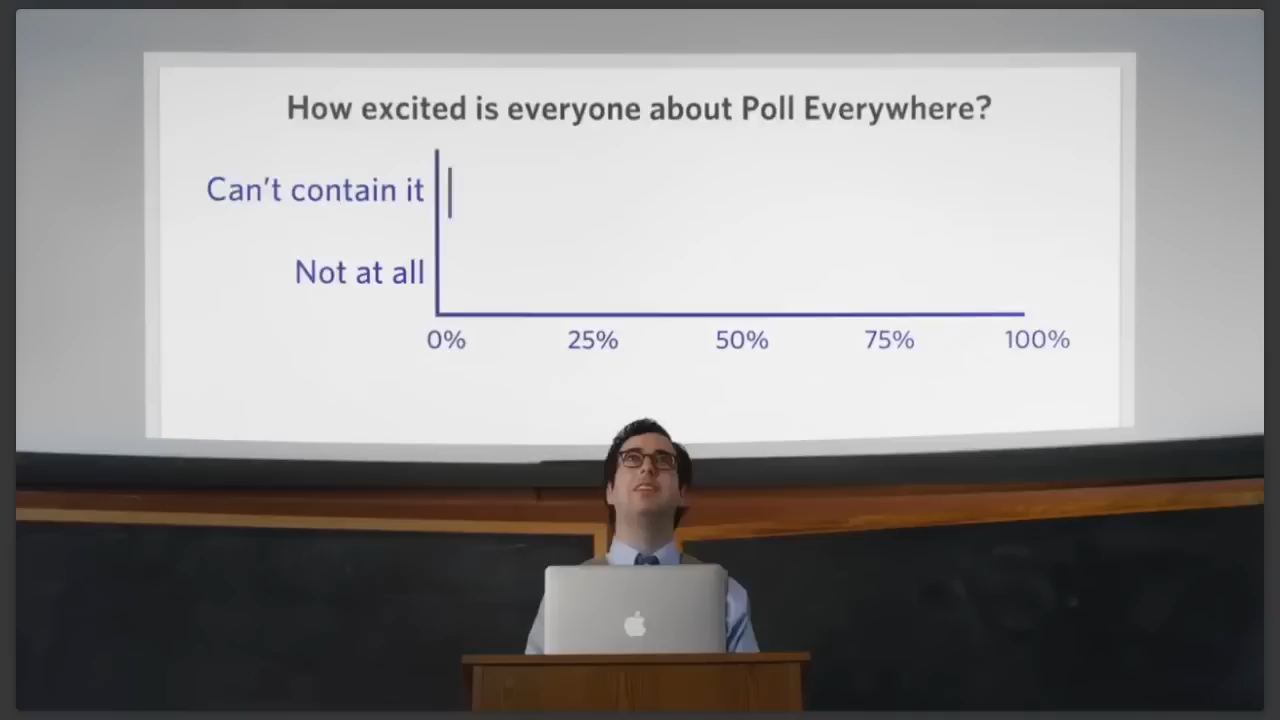 How excited is everyone about Poll Everywhere?
Can't contain it
Not at all
0% 25% 50% 75% 100%